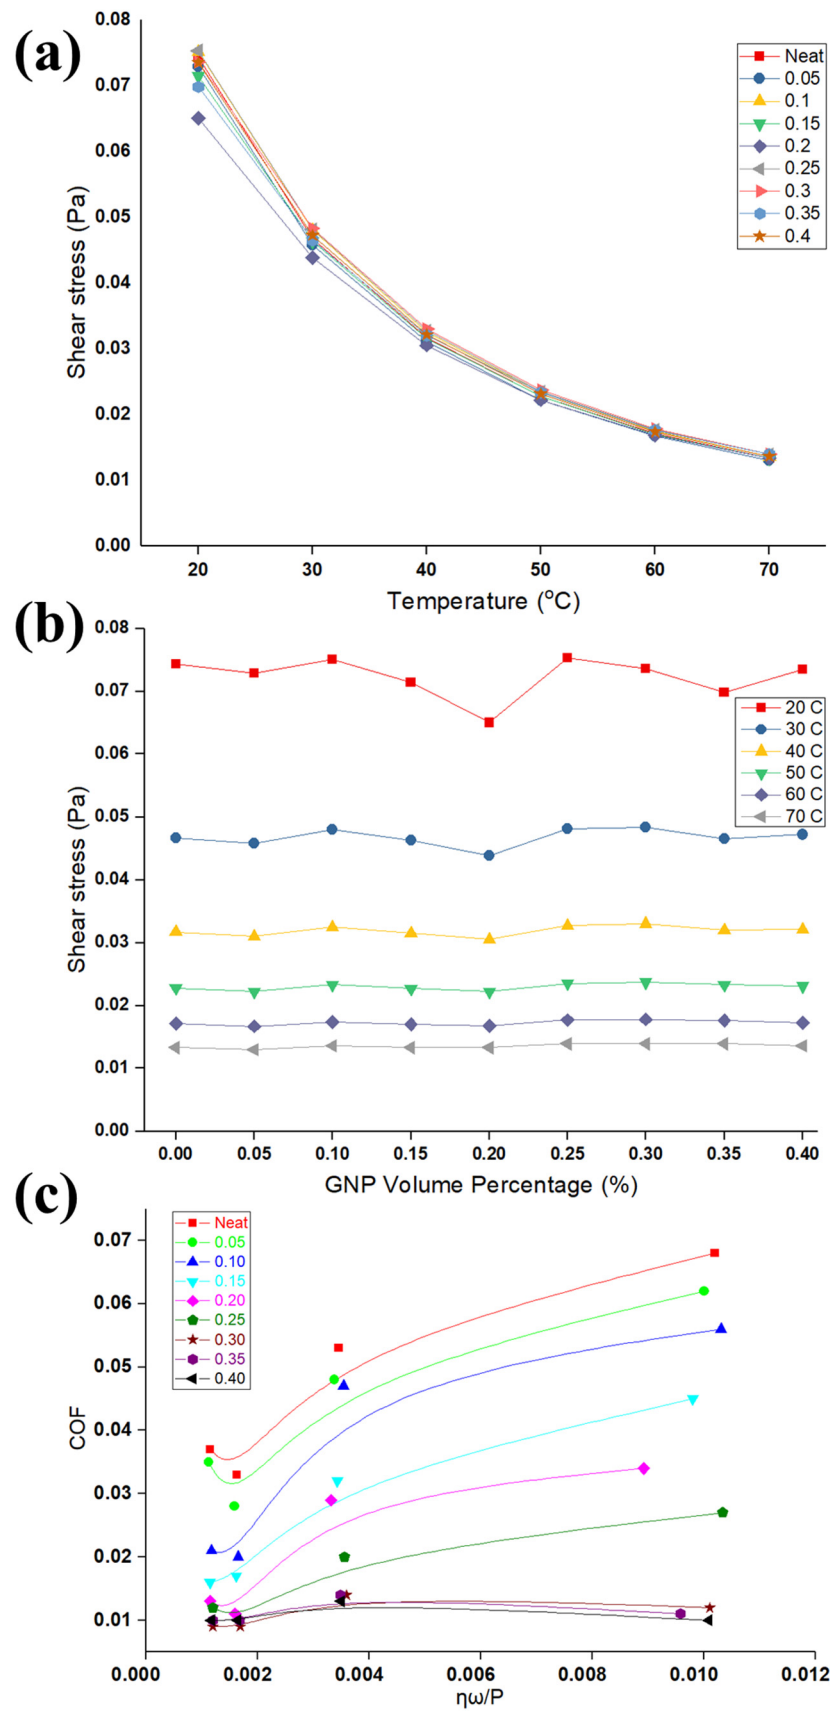 (a)
0.08
0.07
0.06
0.05
0.04
0.03
0.02
0.01
0.00
Shear stress (Pa)
Neat
0.05
0.1
0.15
0.2
0.25
0.3
0.35
0.4
20 30 40 50 60 70
Temperature (°C)
(b)
0.08
0.07
0.06
0.05
0.04
0.03
0.02
0.01
0.00
Shear stress (Pa)
20 C
30 C
40 C
50 C
60 C
70 C
0.00 0.05 0.10 0.15 0.20 0.25 0.30 0.35 0.40
GNP Volume Percentage (%)
(c)
0.07
0.06
0.05
0.04
0.03
0.02
0.01
COF
Neat
0.05
0.10
0.15
0.20
0.25
0.30
0.35
0.40
0.000 0.002 0.004 0.006 0.008 0.010 0.012
ηω/P